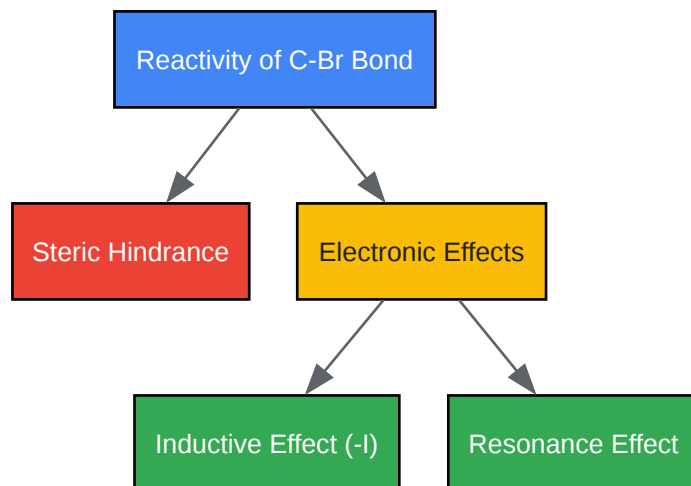 Reactivity of C-Br Bond
Steric Hindrance
Electronic Effects
Inductive Effect (-I)
Resonance Effect